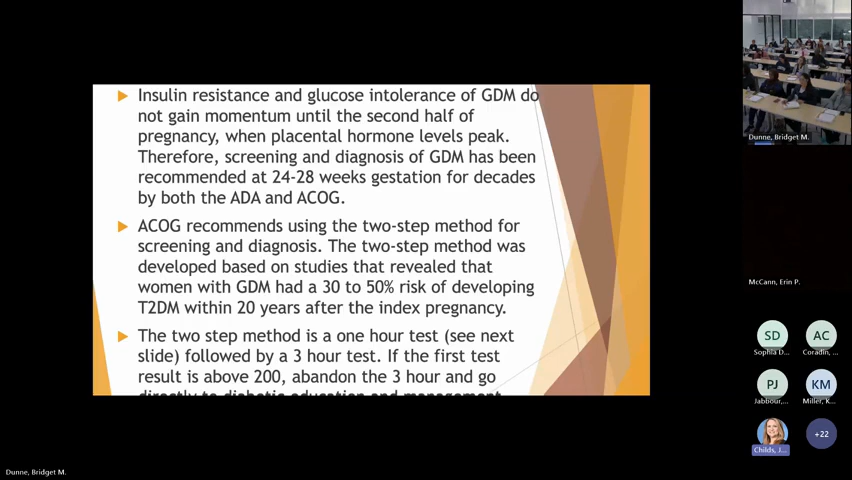 Insulin resistance and glucose intolerance of GDM do
not gain momentum until the second half of
pregnancy, when placental hormone levels peak.
Therefore, screening and diagnosis of GDM has been
recommended at 24-28 weeks gestation for decades
by both the ADA and ACOG.
ACOG recommends using the two-step method for
screening and diagnosis. The two-step method was
developed based on studies that revealed that
women with GDM had a 30 to 50% risk of developing
T2DM within 20 years after the index pregnancy.
The two step method is a one hour test (see next
slide) followed by a 3 hour test. If the first test
result is above 200, abandon the 3 hour and go
directly to diabetic education and management
Dunne, Bridget M.
McCann, Erin P.
SD
AC
Sophia D...
Coradin, ...
PJ
KM
Jabbour,...
Miller, K...
+22
Childs, J...
Dunne, Bridget M.